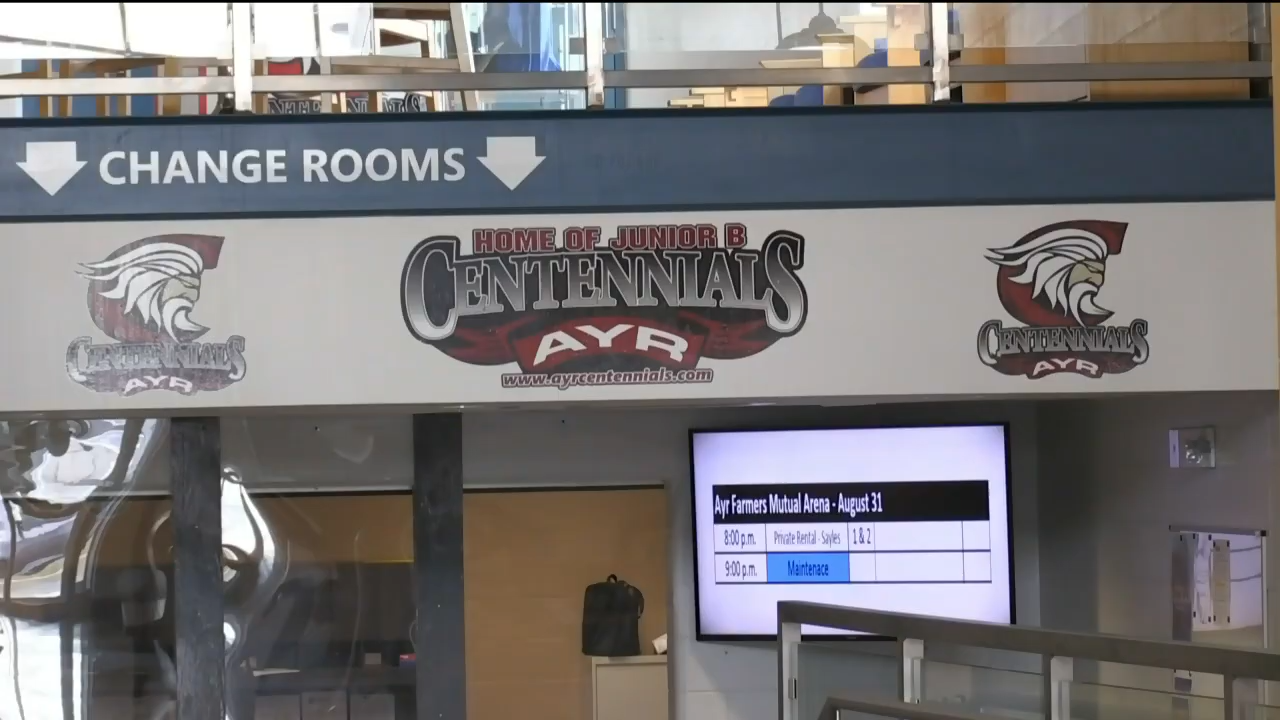 CHANGE ROOMS
HOME OF JUNIOR B
CENTENNIALS
AYR
www.ayrcentennials.com
CENTENNIALS
AYR
CENTENNIALS
AYR
Ayr Farmers Mutual Arena - August 31
8:00 p.m. Private Rental - Sayles 1 & 2
9:00 p.m. Maintenace